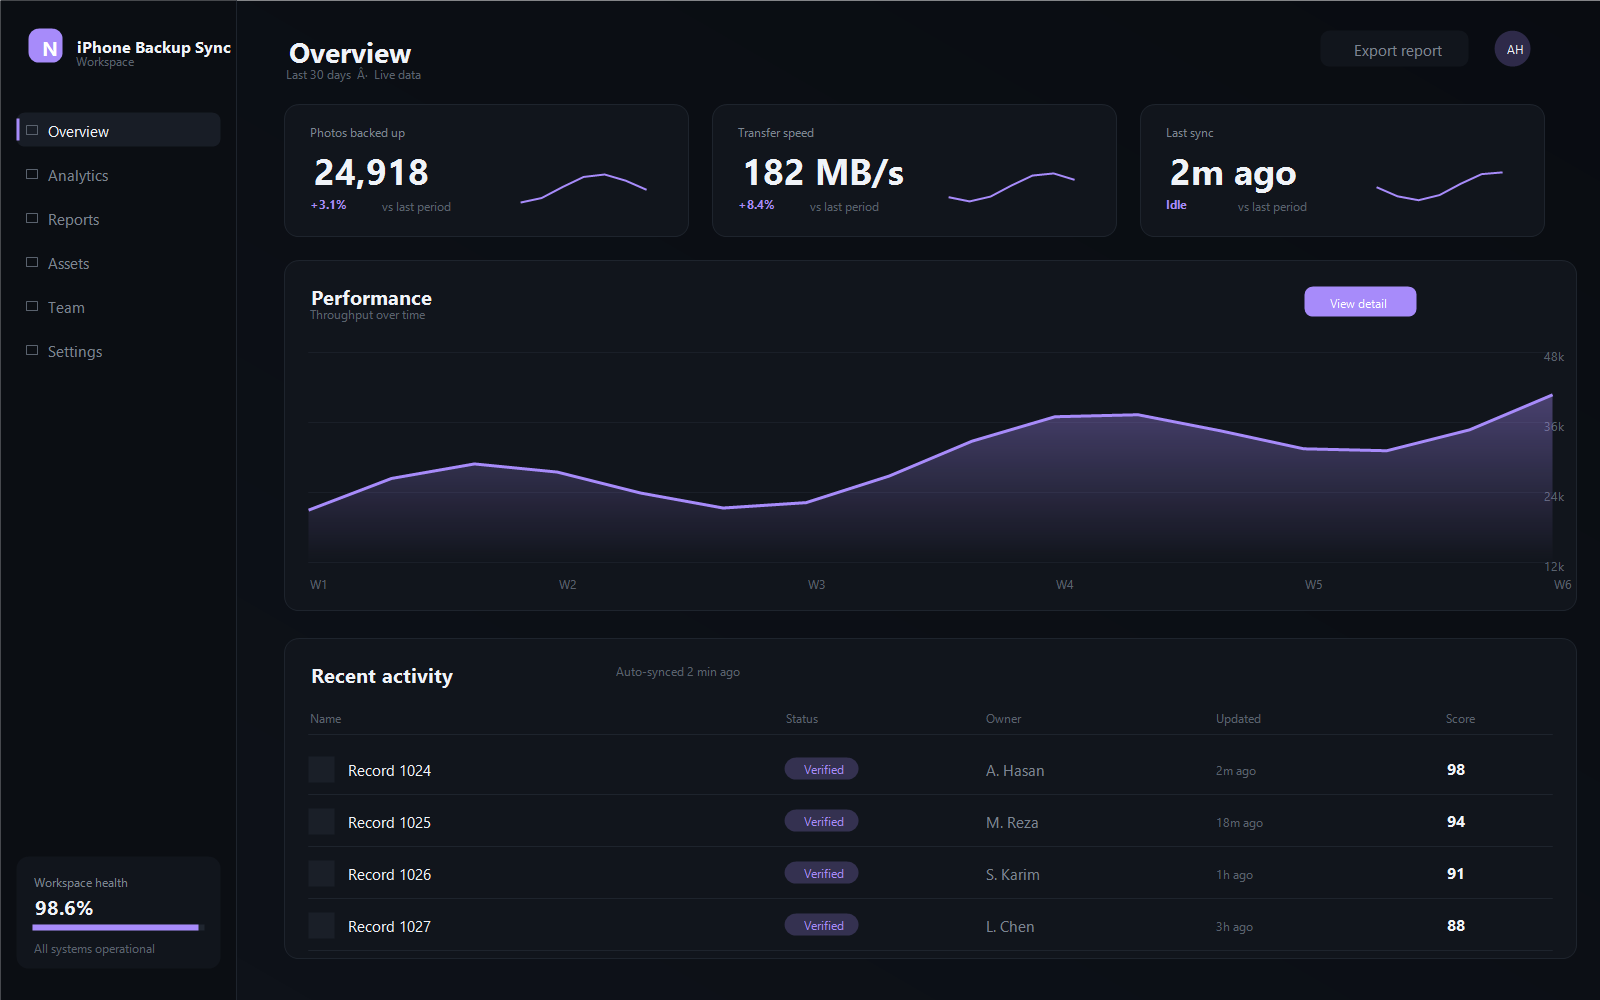 N
iPhone Backup Sync
Workspace
Overview
Analytics
Reports
Assets
Team
Settings
Workspace health
98.6%
All systems operational
Overview
Last 30 days Â· Live data
Export report
AH
Photos backed up
24,918
+3.1% vs last period
Transfer speed
182 MB/s
+8.4% vs last period
Last sync
2m ago
Idle vs last period
Performance
Throughput over time
View detail
48k
36k
24k
12k
W1 W2 W3 W4 W5 W6
Recent activity
Auto-synced 2 min ago
Name Status Owner Updated Score
Record 1024 Verified A. Hasan 2m ago 98
Record 1025 Verified M. Reza 18m ago 94
Record 1026 Verified S. Karim 1h ago 91
Record 1027 Verified L. Chen 3h ago 88